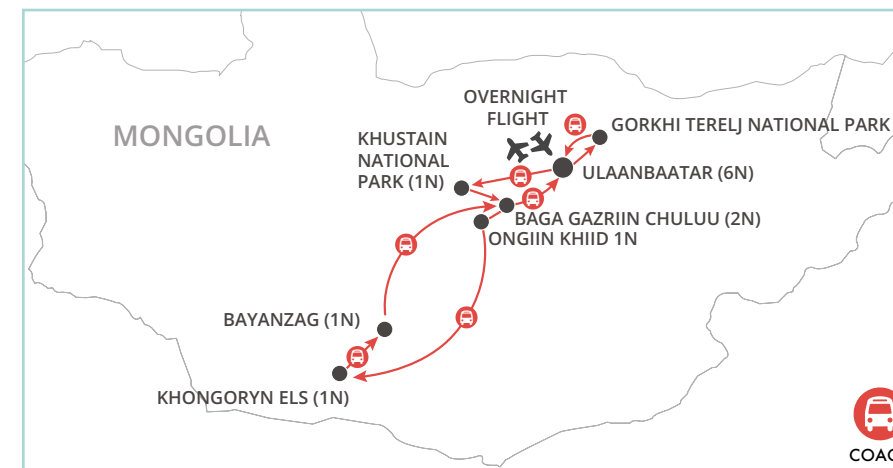 OVERNIGHT
FLIGHT
GORKHI TERELJ NATIONAL PARK
MONGOLIA
KHUSTAIN
NATIONAL
PARK (1N)
ULAANBAATAR (6N)
BAGA GAZRIIN CHULUU (2N)
ONGIIN KHIID 1N
BAYANZAG (1N)
KHONGORYN ELS (1N)